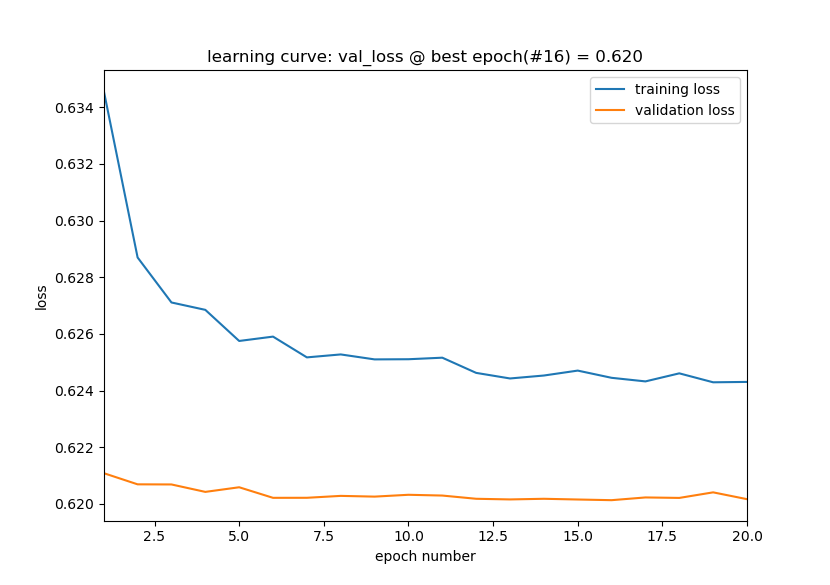 learning curve: val_loss @ best epoch(#16) = 0.620
training loss
validation loss
0.634
0.632
0.630
0.628
0.626
0.624
0.622
0.620
loss
2.5 5.0 7.5 10.0 12.5 15.0 17.5 20.0
epoch number